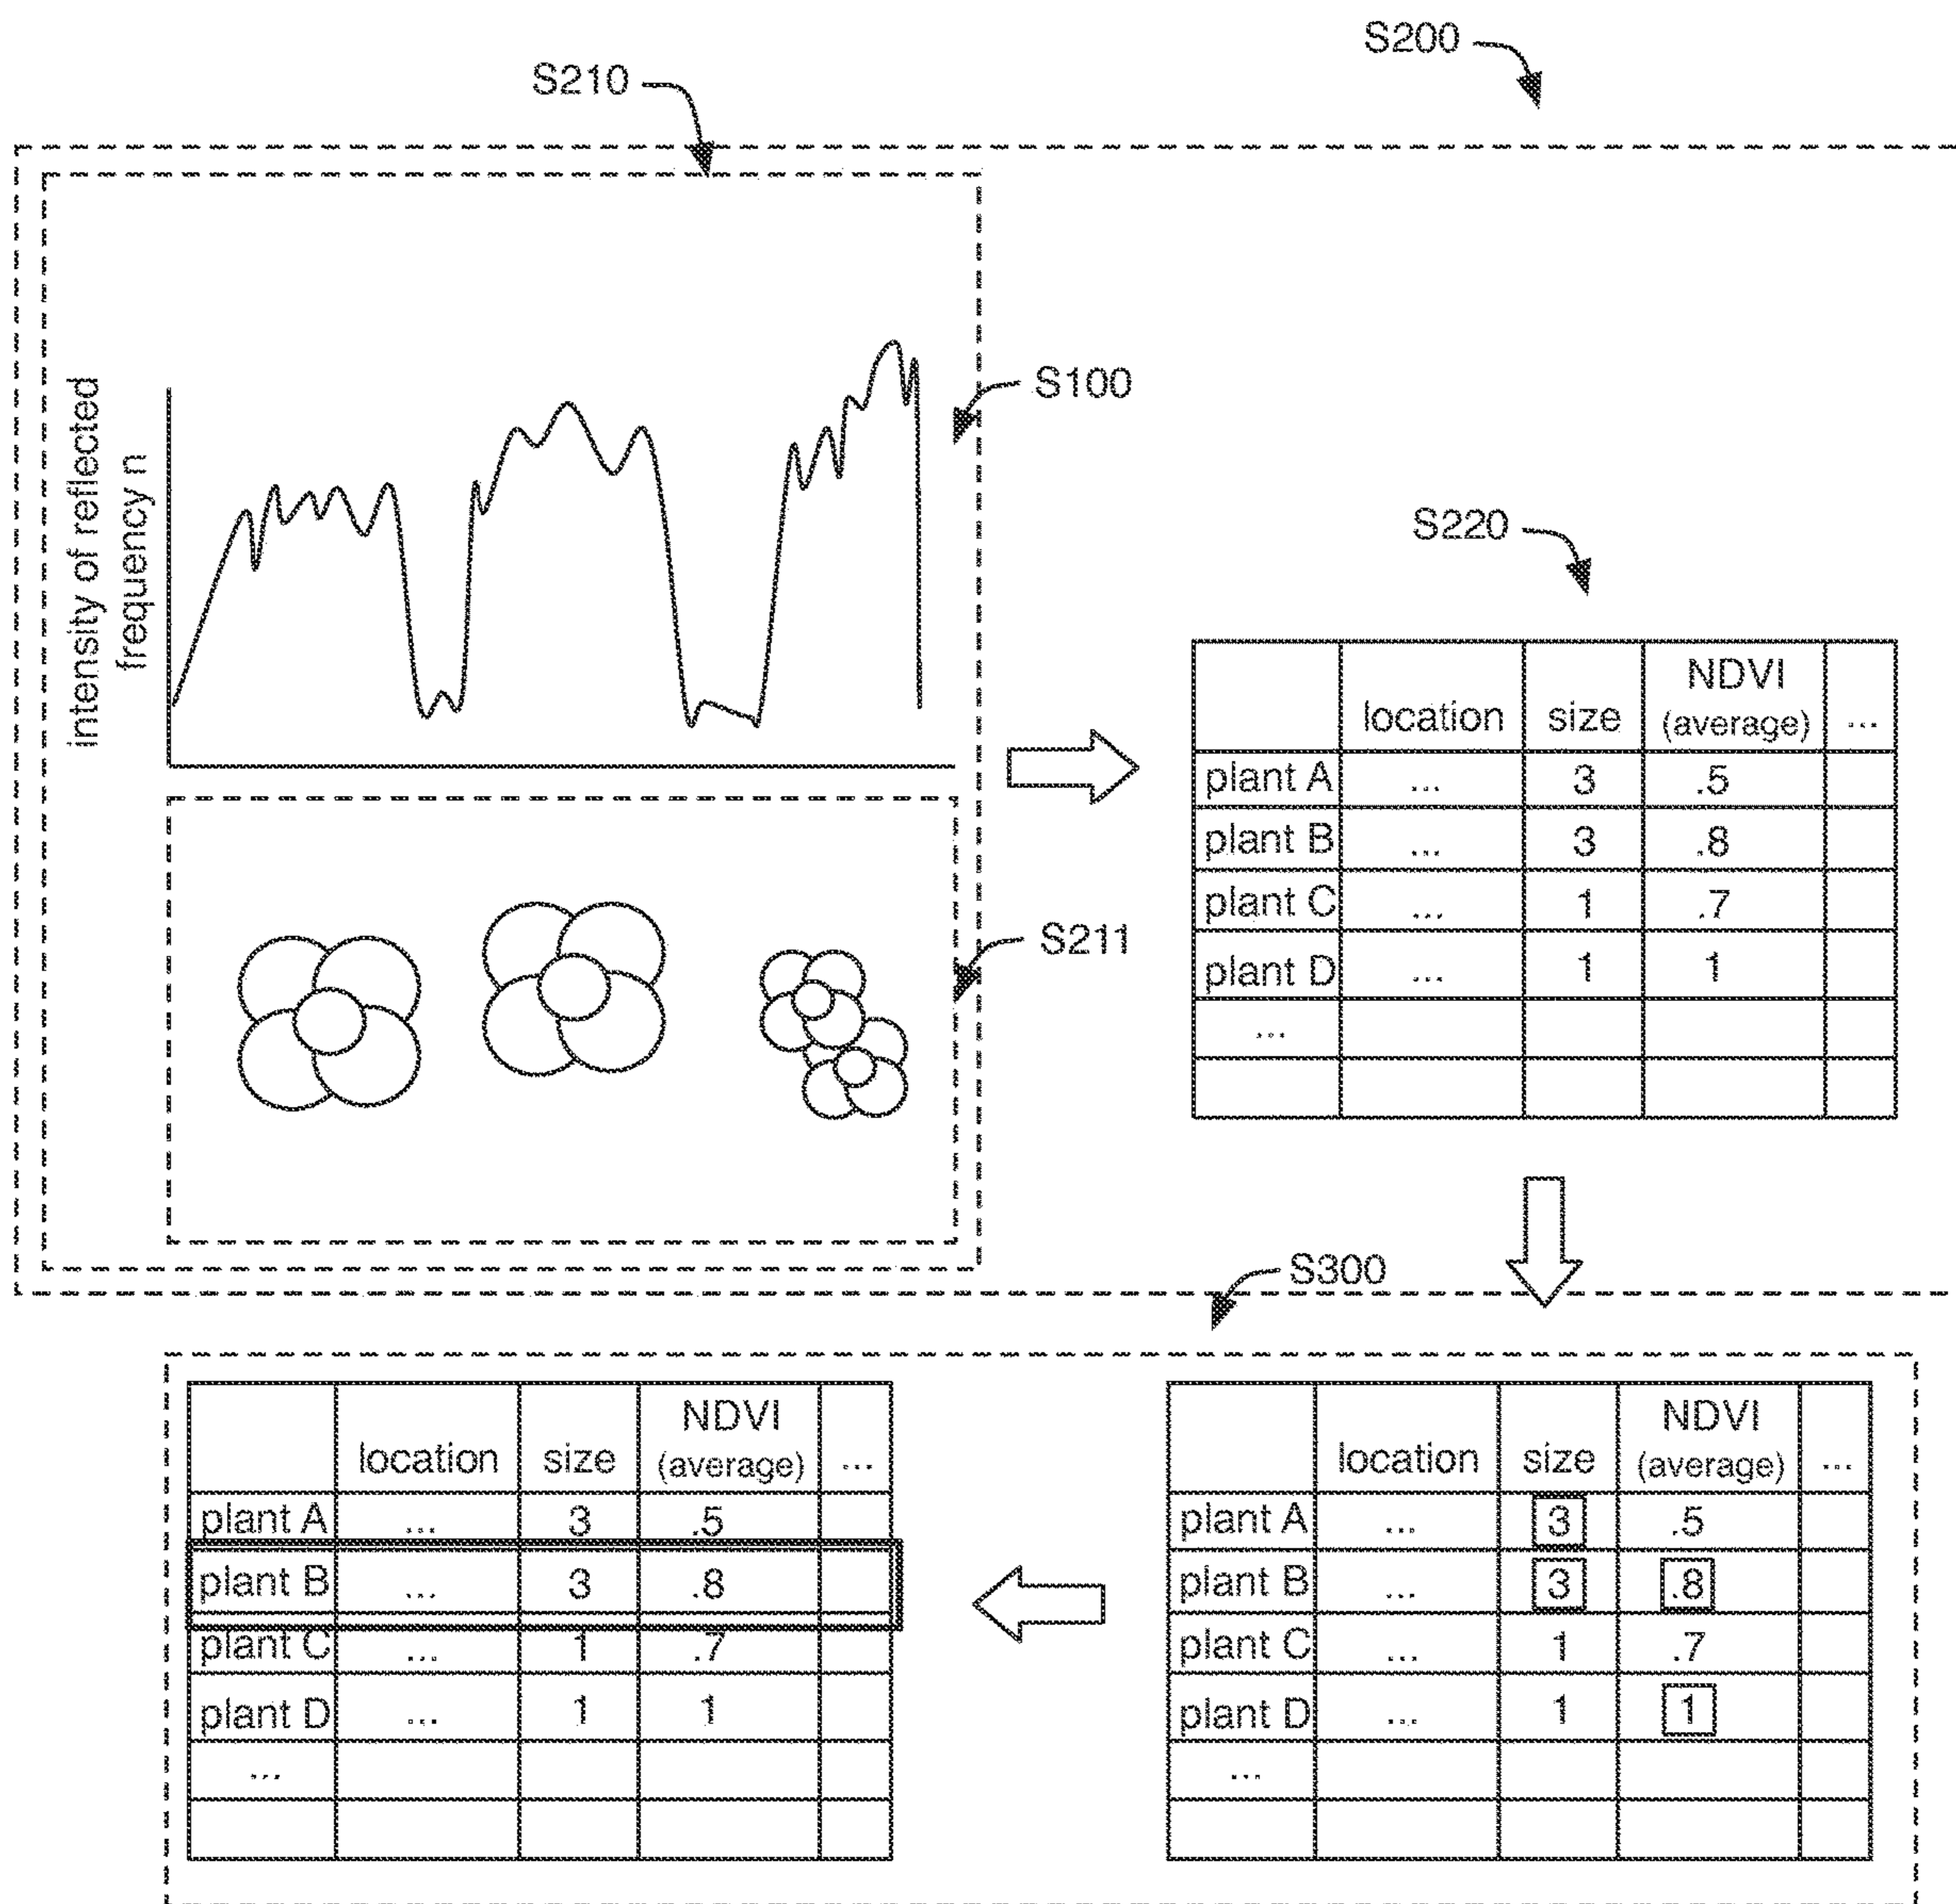 S200
S210
intensity of reflected
frequency n
S100
S220
location size NDVI (average) ...
plant A ... 3 .5
plant B ... 3 .8
plant C ... 1 .7
plant D ... 1 1
...
S211
S300
location size NDVI (average) ...
plant A ... 3 .5
plant B ... 3 .8
plant C ... 1 .7
plant D ... 1 1
...
location size NDVI (average) ...
plant A ... 3 .5
plant B ... 3 .8
plant C ... 1 .7
plant D ... 1 1
...